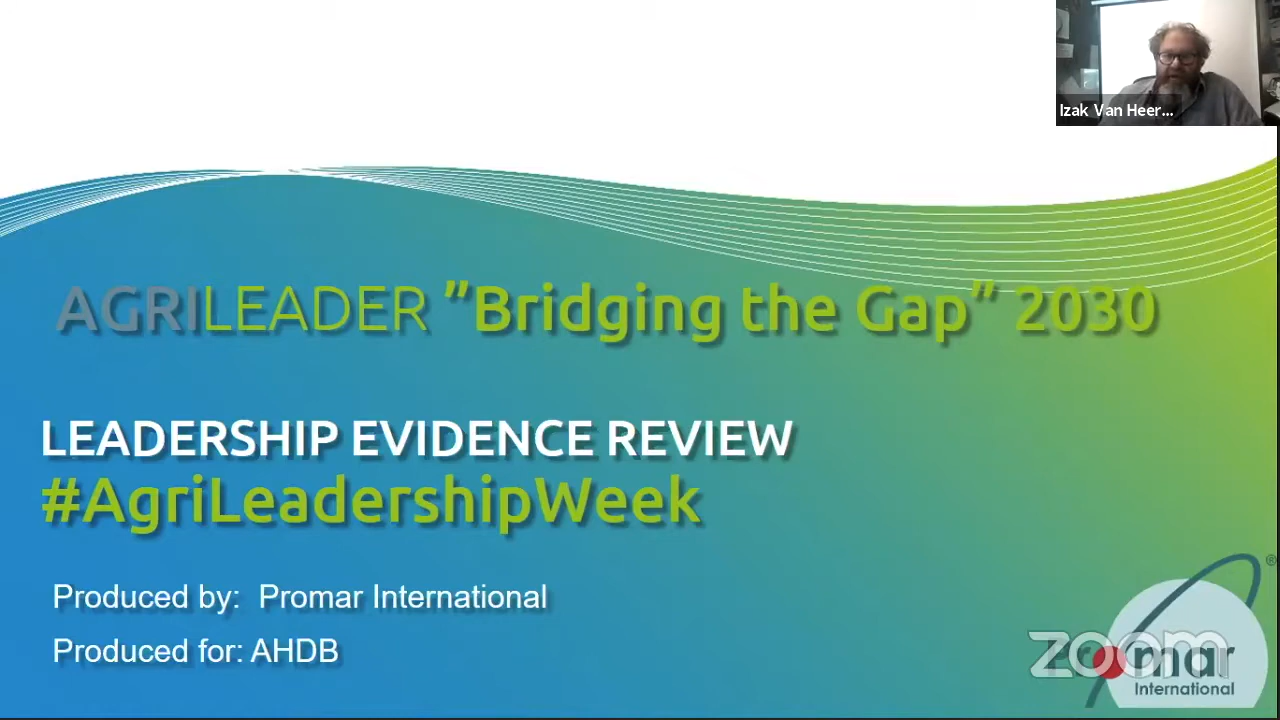 Izak Van Heer...
AGRILEADER ”Bridging the Gap” 2030
LEADERSHIP EVIDENCE REVIEW
#AgriLeadershipWeek
Produced by: Promar International
Produced for: AHDB
zoom
mar
International
®